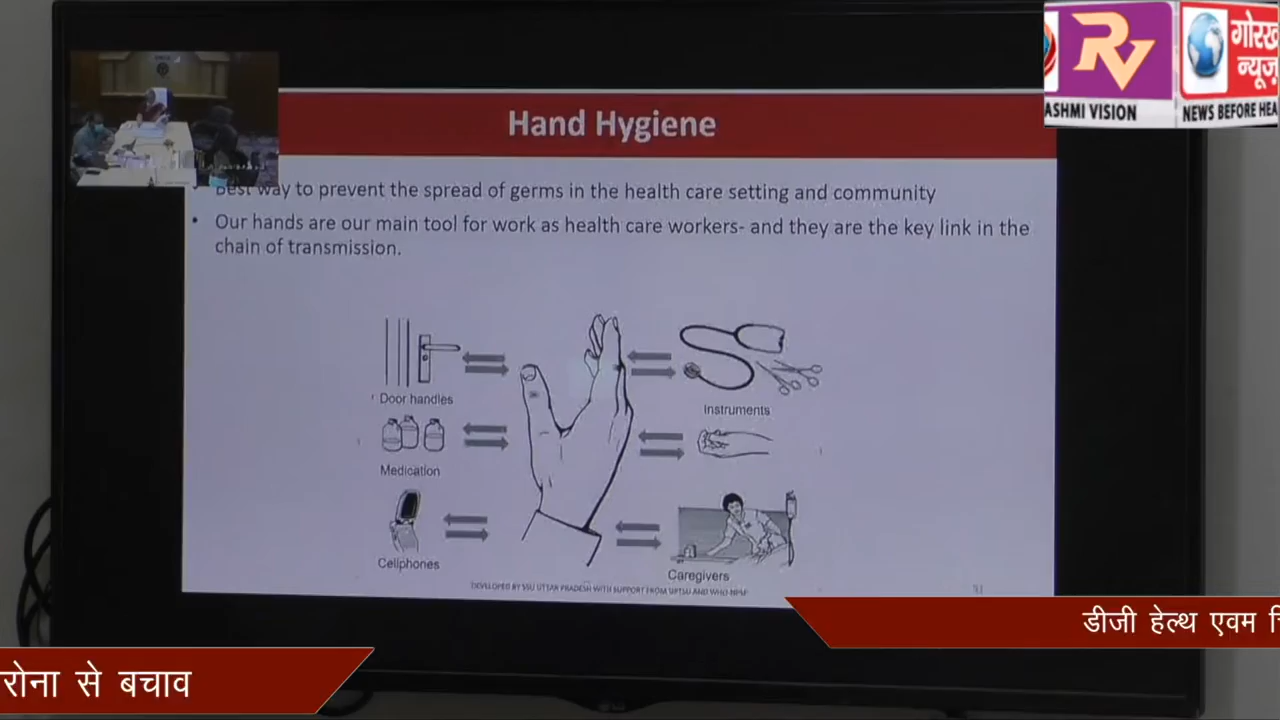 RV
ASHMI VISION
गोरख
न्यूज़
NEWS BEFORE HEA
Hand Hygiene
Best way to prevent the spread of germs in the health care setting and community
• Our hands are our main tool for work as health care workers- and they are the key link in the
chain of transmission.
Door handles
Instruments
Medication
Cellphones
Caregivers
DEVELOPED BY SSU UTTAR PRADESH WITH SUPPORT FROM UPTSU AND WHO-NPSP
डीजी हेल्थ एवम
रोना से बचाव